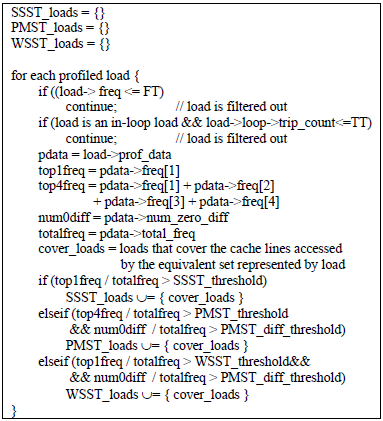 SSST_loads = {}
PMST_loads = {}
WSST_loads = {}
for each profiled load {
if ((load-> freq <= FT)
continue; // load is filtered out
if (load is an in-loop load && load->loop->trip_count<=TT)
continue; // load is filtered out
pdata = load->prof_data
top1freq = pdata->freq[1]
top4freq = pdata->freq[1] + pdata->freq[2]
+ pdata->freq[3] + pdata->freq[4]
num0diff = pdata->num_zero_diff
totalfreq = pdata->total_freq
cover_loads = loads that cover the cache lines accessed
by the equivalent set represented by load
if (top1freq / totalfreq > SSST_threshold)
SSST_loads ∪= { cover_loads }
elseif (top4freq / totalfreq > PMST_threshold
&& num0diff / totalfreq > PMST_diff_threshold)
PMST_loads ∪= { cover_loads }
elseif (top1freq / totalfreq > WSST_threshold&&
&& num0diff / totalfreq > PMST_diff_threshold)
WSST_loads ∪= { cover_loads }
}